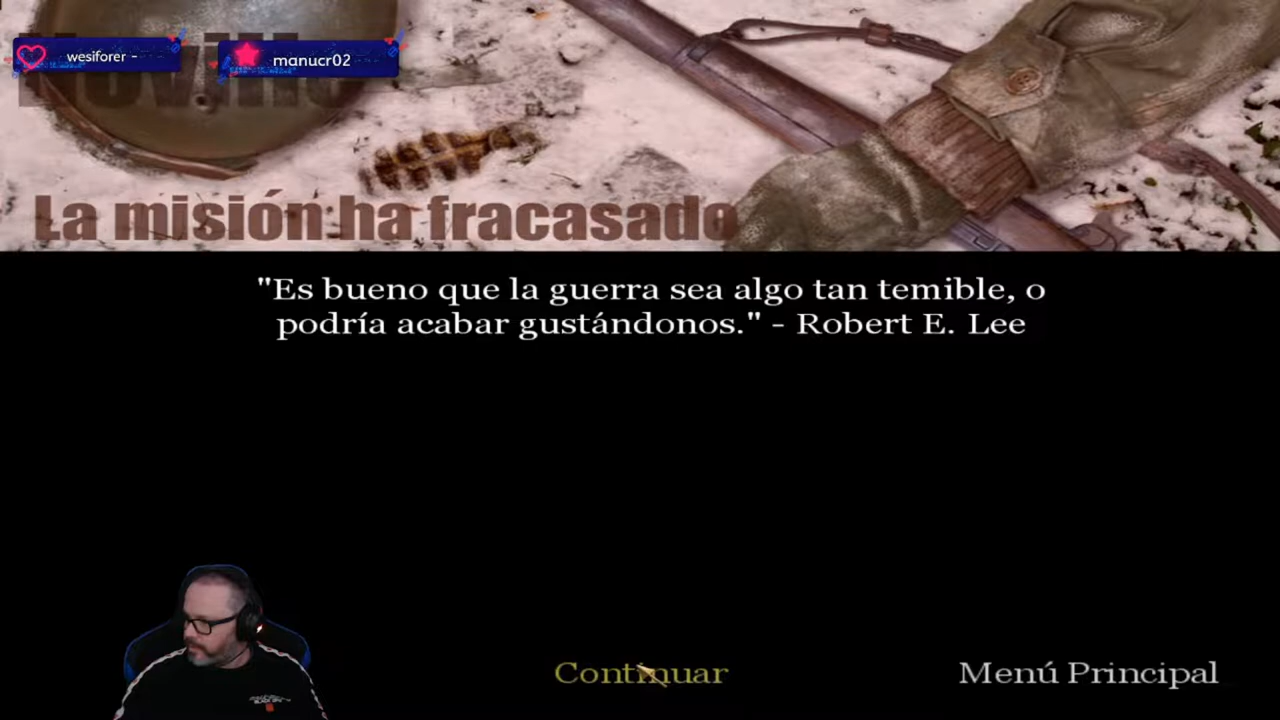 wesiforer -
manucr02
La misión ha fracasado
"Es bueno que la guerra sea algo tan temible, o
podría acabar gustándonos." - Robert E. Lee
Continuar
Menú Principal